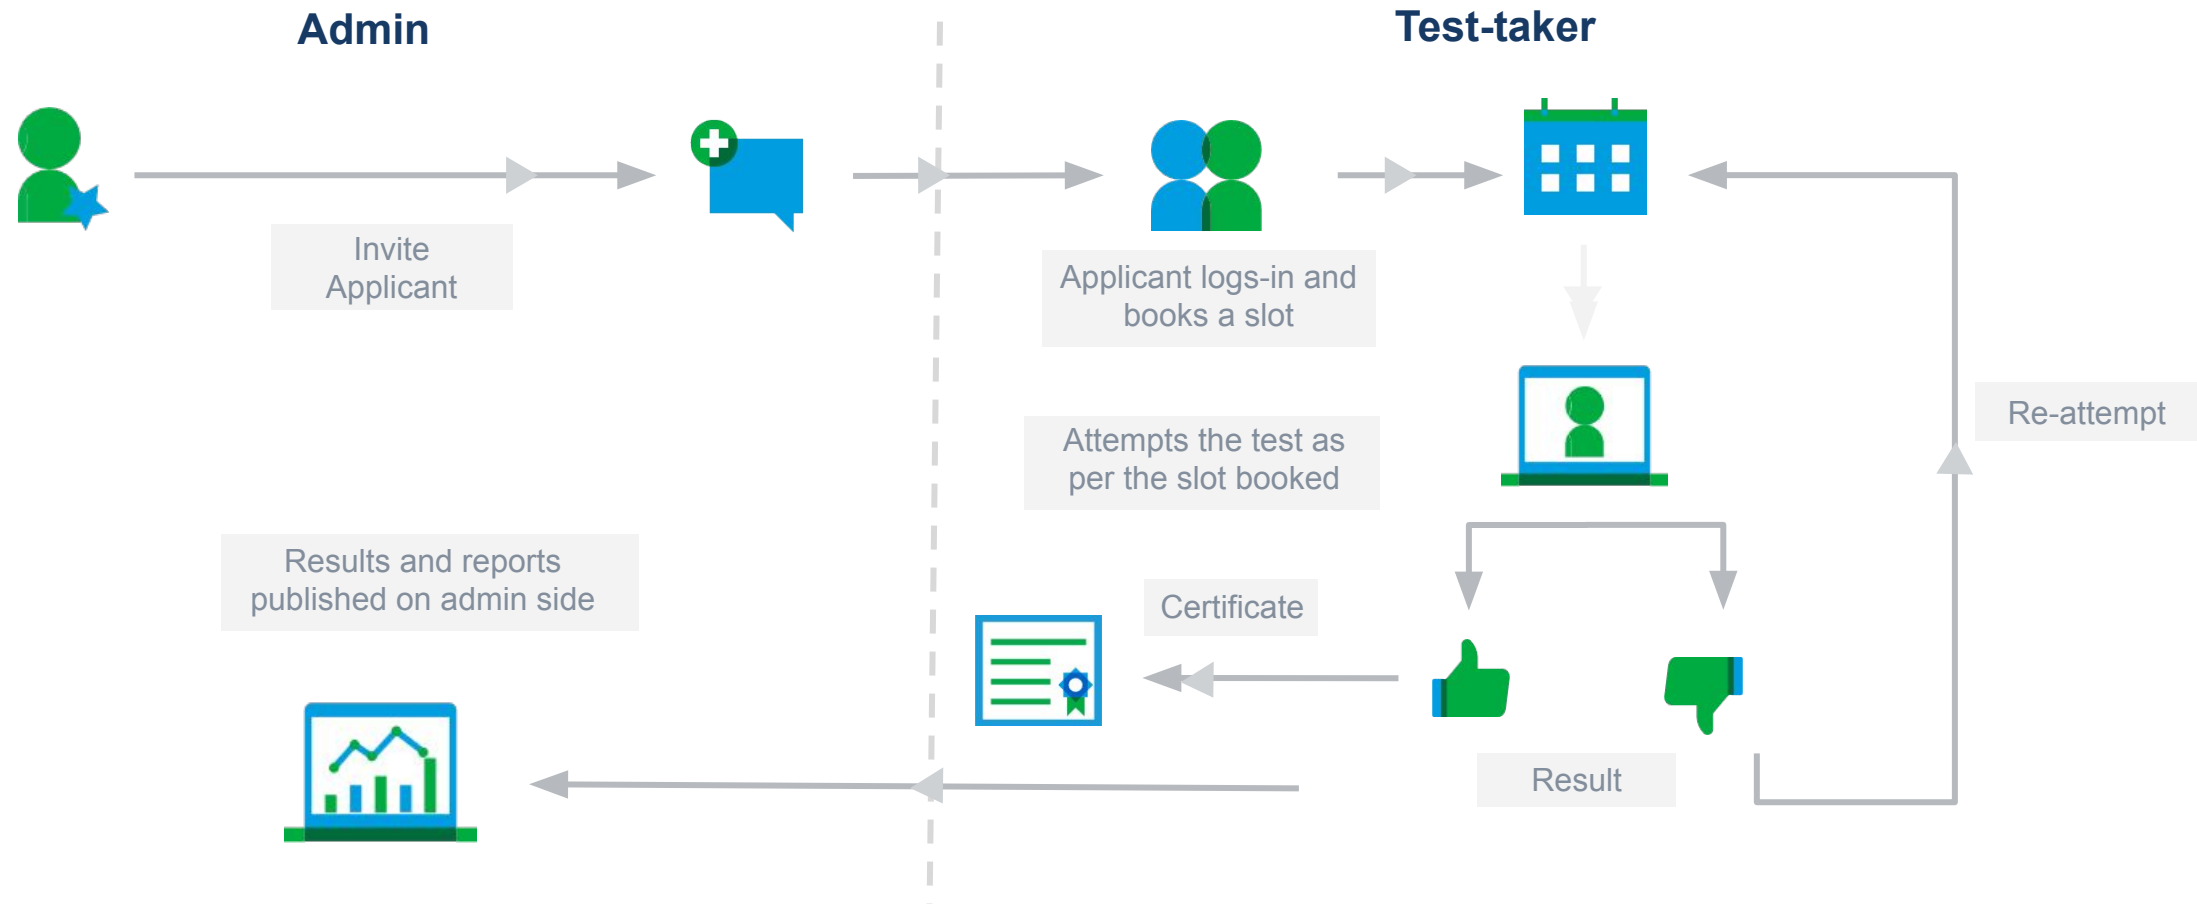 Admin
Test-taker
Invite
Applicant
Applicant logs-in and
books a slot
Re-attempt
Attempts the test as
per the slot booked
Results and reports
published on admin side
Certificate
Result